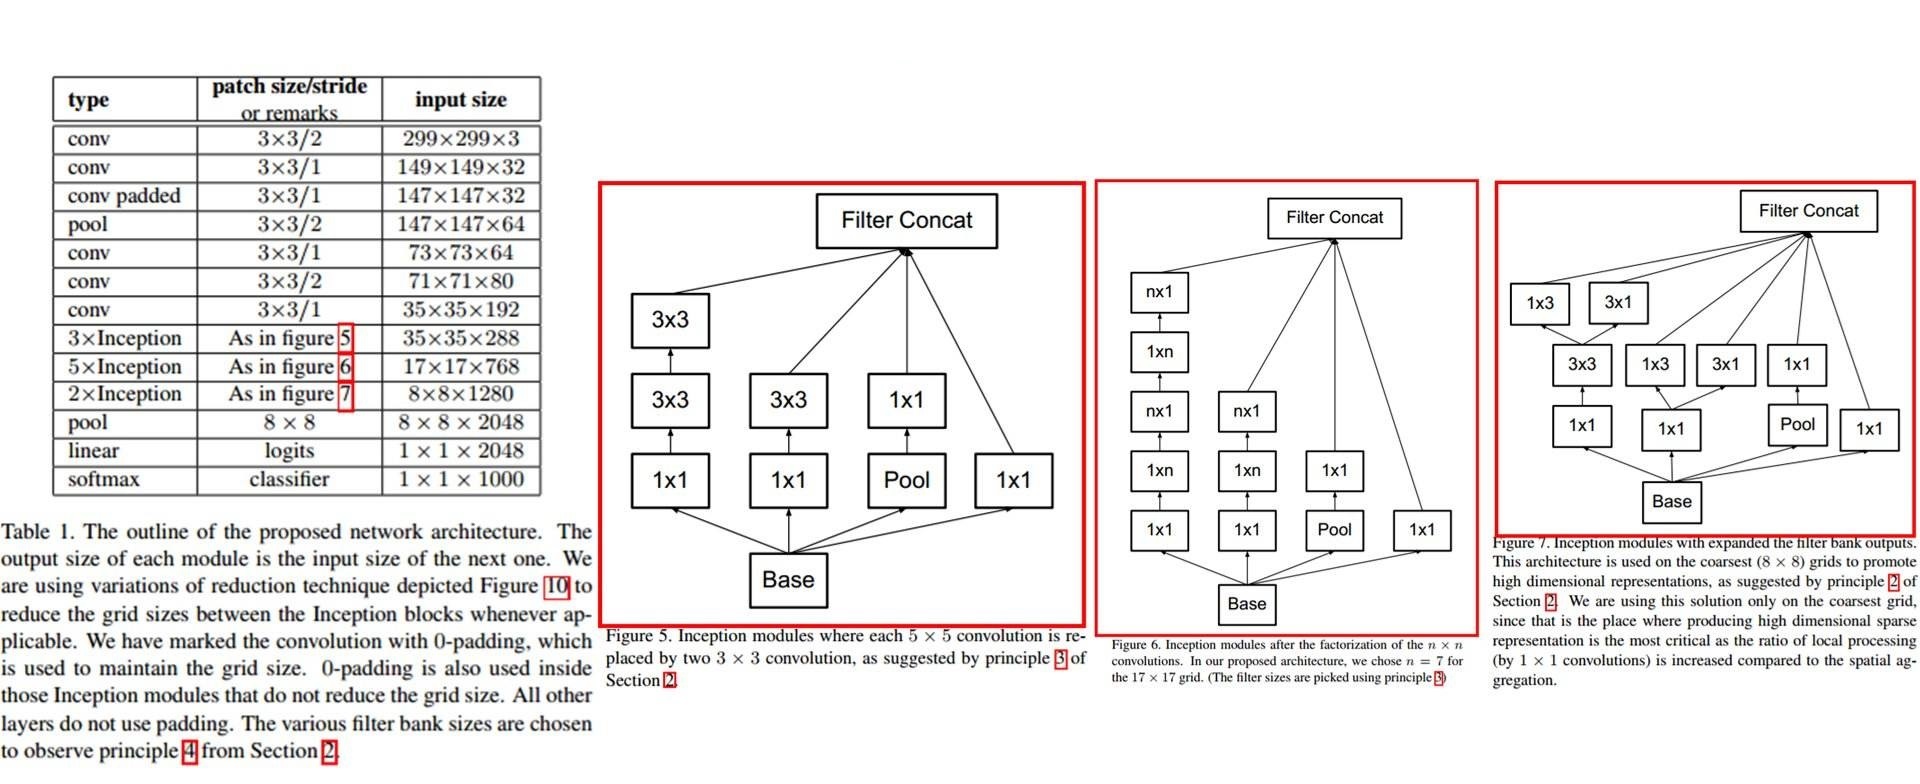 type patch size/stride or remarks input size
conv 3×3/2 299×299×3
conv 3×3/1 149×149×32
conv padded 3×3/1 147×147×32
pool 3×3/2 147×147×64
conv 3×3/1 73×73×64
conv 3×3/2 71×71×80
conv 3×3/1 35×35×192
3×Inception As in figure 5 35×35×288
5×Inception As in figure 6 17×17×768
2×Inception As in figure 7 8×8×1280
pool 8 × 8 8 × 8 × 2048
linear logits 1 × 1 × 2048
softmax classifier 1 × 1 × 1000
Table 1. The outline of the proposed network architecture. The
output size of each module is the input size of the next one. We
are using variations of reduction technique depicted Figure 10 to
reduce the grid sizes between the Inception blocks whenever ap-
plicable. We have marked the convolution with 0-padding, which
is used to maintain the grid size. 0-padding is also used inside
those Inception modules that do not reduce the grid size. All other
layers do not use padding. The various filter bank sizes are chosen
to observe principle 4 from Section 2.
Filter Concat
3x3
3x3 3x3 1x1
1x1 1x1 Pool 1x1
Base
Figure 5. Inception modules where each 5 × 5 convolution is re-
placed by two 3 × 3 convolution, as suggested by principle 3 of
Section 2.
Filter Concat
nx1
1xn
nx1 nx1
1xn 1xn 1x1
1x1 1x1 Pool 1x1
Base
Figure 6. Inception modules after the factorization of the n × n
convolutions. In our proposed architecture, we chose n = 7 for
the 17 × 17 grid. (The filter sizes are picked using principle 3)
Filter Concat
1x3 3x1
3x3 1x3 3x1 1x1
1x1 1x1 Pool 1x1
Base
Figure 7. Inception modules with expanded the filter bank outputs.
This architecture is used on the coarsest (8 × 8) grids to promote
high dimensional representations, as suggested by principle 2 of
Section 2. We are using this solution only on the coarsest grid,
since that is the place where producing high dimensional sparse
representation is the most critical as the ratio of local processing
(by 1 × 1 convolutions) is increased compared to the spatial ag-
gregation.